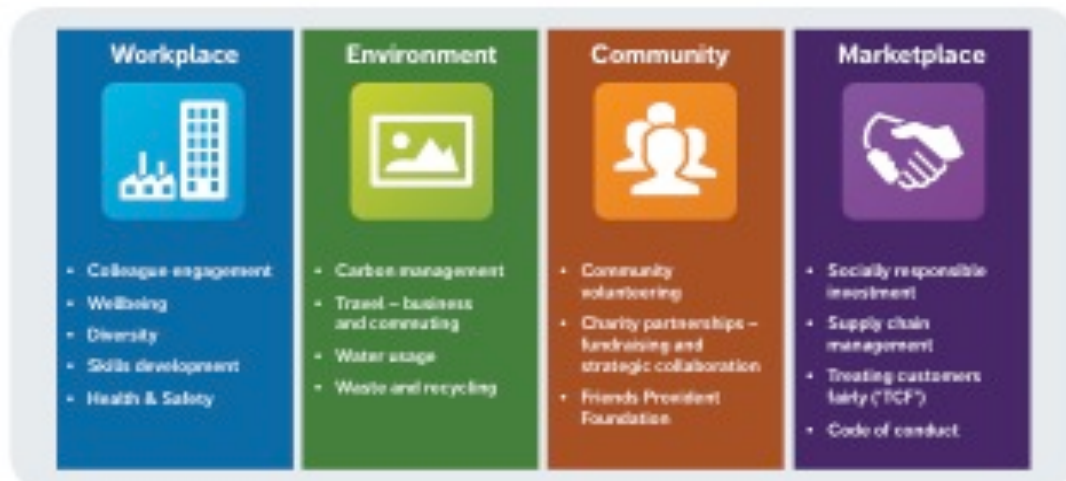 Workplace
• Colleague engagement
• Wellbeing
• Diversity
• Skills development
• Health & Safety
Environment
• Carbon management
• Travel – business
and commuting
• Water usage
• Waste and recycling
Community
• Community
volunteering
• Charity partnerships –
fundraising and
strategic collaboration
• Friends Provident
Foundation
Marketplace
• Socially responsible
investment
• Supply chain
management
• Treating customers
fairly ("TCF")
• Code of conduct